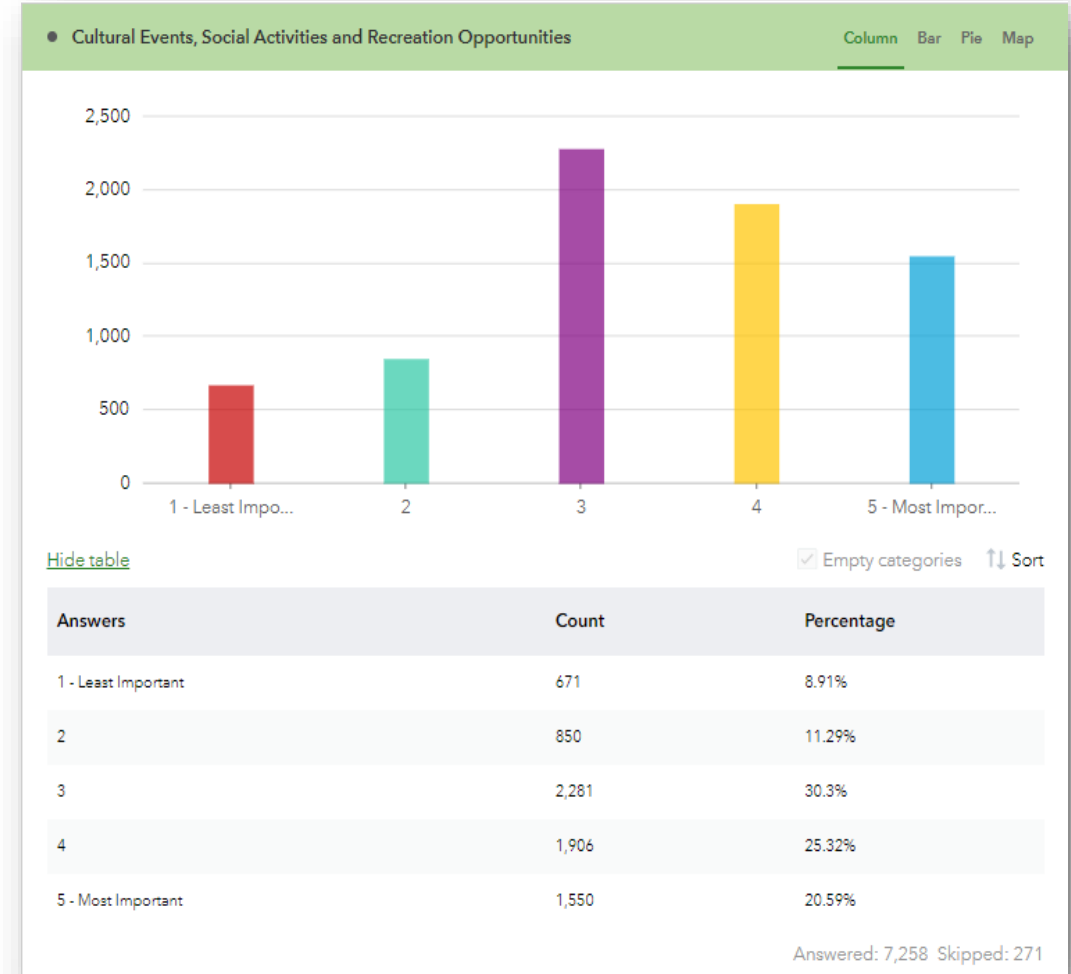 Cultural Events, Social Activities and Recreation Opportunities
Column Bar Pie Map
2,500
2,000
1,500
1,000
500
0
1 - Least Impo... 2 3 4 5 - Most Impor...
Hide table Empty categories Sort
Answers Count Percentage
1 - Least Important 671 8.91%
2 850 11.29%
3 2,281 30.3%
4 1,906 25.32%
5 - Most Important 1,550 20.59%
Answered: 7,258 Skipped: 271